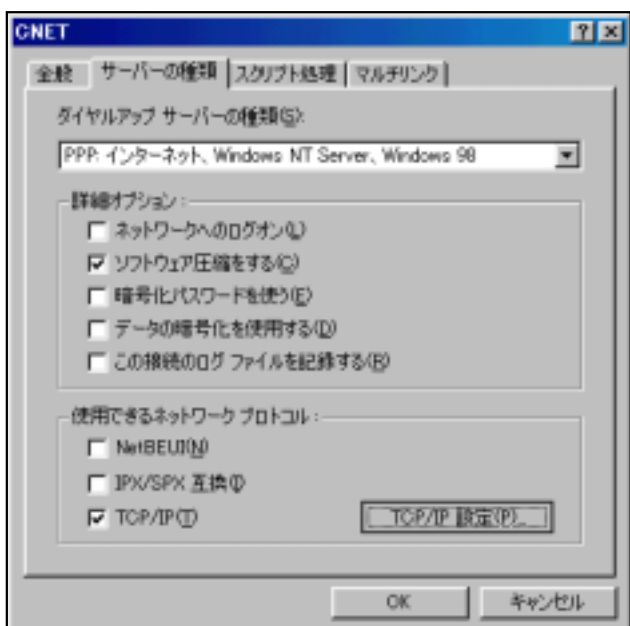 CNET
全般 サーバーの種類 スクリプト処理 マルチリンク
ダイヤルアップ サーバーの種類(S):
PPP: インターネット、Windows NT Server、Windows 98
詳細オプション :
ネットワークへのログオン(L)
ソフトウェア圧縮をする(C)
暗号化パスワードを使う(E)
データの暗号化を使用する(D)
この接続のログ ファイルを記録する(R)
使用できるネットワーク プロトコル :
NetBEUI(N)
IPX/SPX 互換(I)
TCP/IP(T) TCP/IP 設定(P)...
OK キャンセル